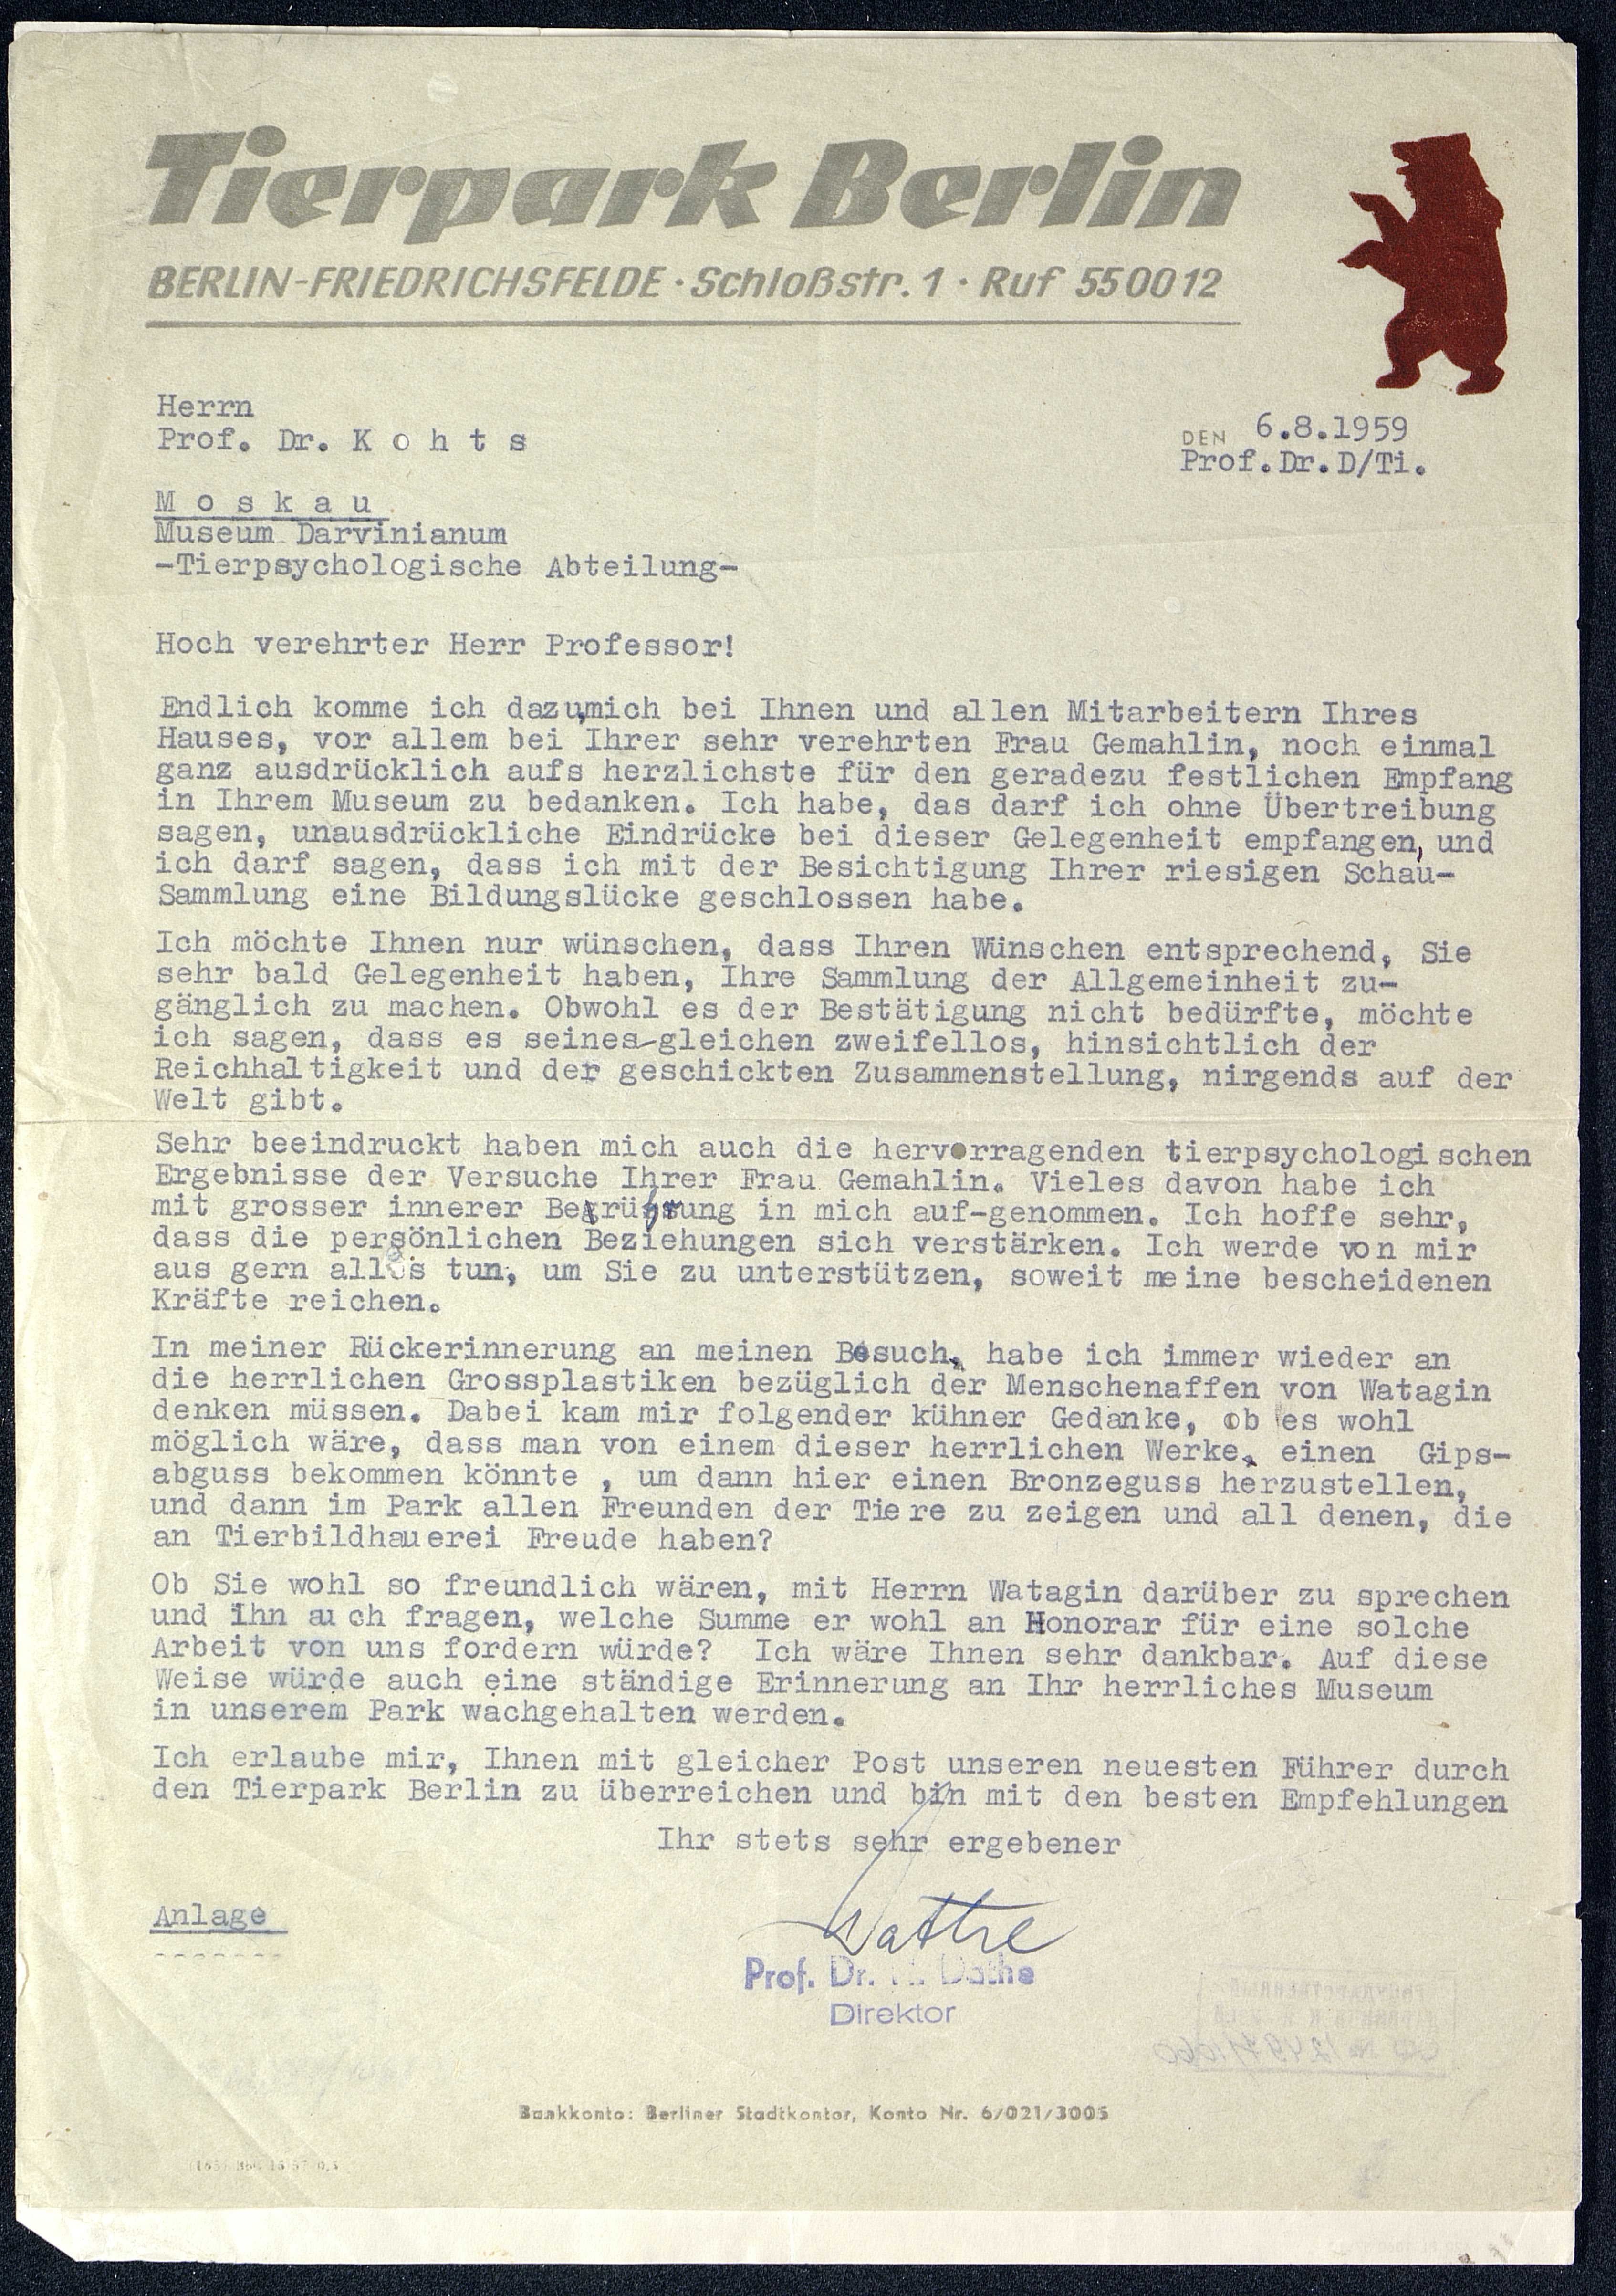 Tierpark Berlin
BERLIN-FRIEDRICHSFELDE · Schloßstr. 1 · Ruf 55 00 12
Herrn
Prof. Dr. K o h t s
DEN 6.8.1959
Prof.Dr.D/Ti.
M o s k a u
Museum Darvinianum
-Tierpsychologische Abteilung-
Hoch verehrter Herr Professor!
Endlich komme ich dazu,mich bei Ihnen und allen Mitarbeitern Ihres
Hauses, vor allem bei Ihrer sehr verehrten Frau Gemahlin, noch einmal
ganz ausdrücklich aufs herzlichste für den geradezu festlichen Empfang
in Ihrem Museum zu bedanken. Ich habe, das darf ich ohne Übertreibung
sagen, unausdrückliche Eindrücke bei dieser Gelegenheit empfangen, und
ich darf sagen, dass ich mit der Besichtigung Ihrer riesigen Schau-
Sammlung eine Bildungslücke geschlossen habe.
Ich möchte Ihnen nur wünschen, dass Ihren Wünschen entsprechend, Sie
sehr bald Gelegenheit haben, Ihre Sammlung der Allgemeinheit zu-
gänglich zu machen. Obwohl es der Bestätigung nicht bedürfte, möchte
ich sagen, dass es seines gleichen zweifellos, hinsichtlich der
Reichhaltigkeit und der geschickten Zusammenstellung, nirgends auf der
Welt gibt.
Sehr beeindruckt haben mich auch die hervorragenden tierpsychologischen
Ergebnisse der Versuche Ihrer Frau Gemahlin. Vieles davon habe ich
mit grosser innerer in mich auf-genommen. Ich hoffe sehr,
dass die persönlichen Beziehungen sich verstärken. Ich werde von mir
aus gern alles tun, um Sie zu unterstützen, soweit meine bescheidenen
Kräfte reichen.
In meiner Rückerinnerung an meinen Besuch, habe ich immer wieder an
die herrlichen Grossplastiken bezüglich der Menschenaffen von Watagin
denken müssen. Dabei kam mir folgender kühner Gedanke, ob es wohl
möglich wäre, dass man von einem dieser herrlichen Werke, einen Gips-
abguss bekommen könnte , um dann hier einen Bronzeguss herzustellen,
und dann im Park allen Freunden der Tiere zu zeigen und all denen, die
an Tierbildhauerei Freude haben?
Ob Sie wohl so freundlich wären, mit Herrn Watagin darüber zu sprechen
und ihn auch fragen, welche Summe er wohl an Honorar für eine solche
Arbeit von uns fordern würde? Ich wäre Ihnen sehr dankbar. Auf diese
Weise würde auch eine ständige Erinnerung an Ihr herrliches Museum
in unserem Park wachgehalten werden.
Ich erlaube mir, Ihnen mit gleicher Post unseren neuesten Führer durch
den Tierpark Berlin zu überreichen und bin mit den besten Empfehlungen
Ihr stets sehr ergebener
Anlage
Dathe
Prof. Dr. H. Dathe
Direktor
Bankkonto: Berliner Stadtkontor, Konto Nr. 6/021/3005